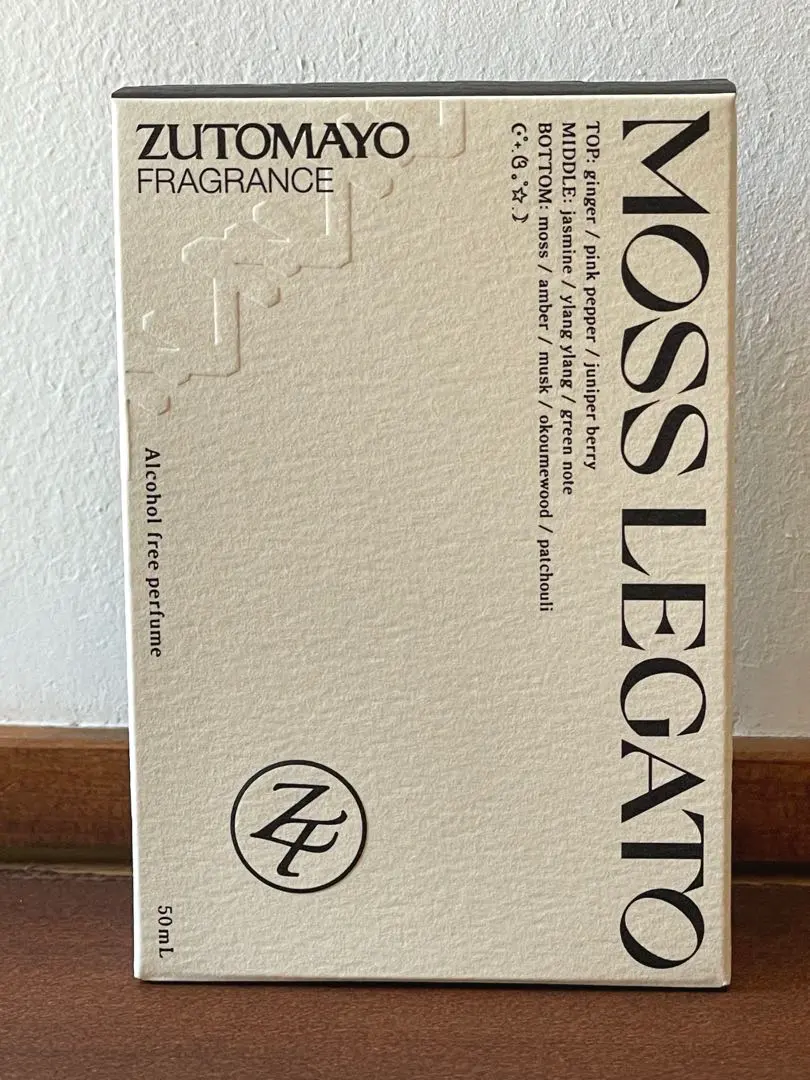 ZUTOMAYO
FRAGRANCE
MOSS LEGATO
TOP: ginger / pink pepper / juniper berry
MIDDLE: jasmine / ylang ylang / green note
BOTTOM: moss / amber / musk / okoumewood / patchouli
Alcohol free perfume
50mL